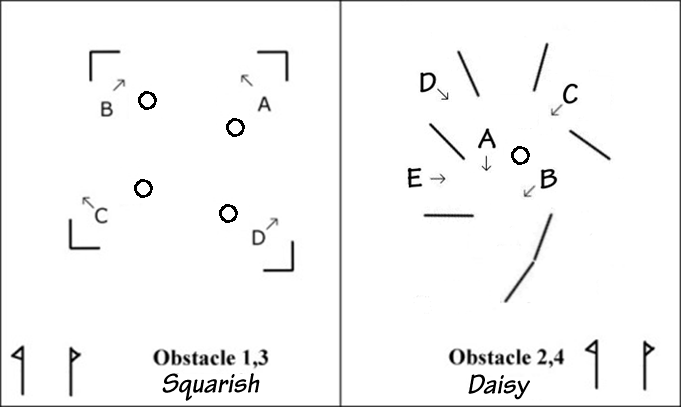 B
A
C
D
Obstacle 1,3
Squarish
D
C
A
E
B
Obstacle 2,4
Daisy